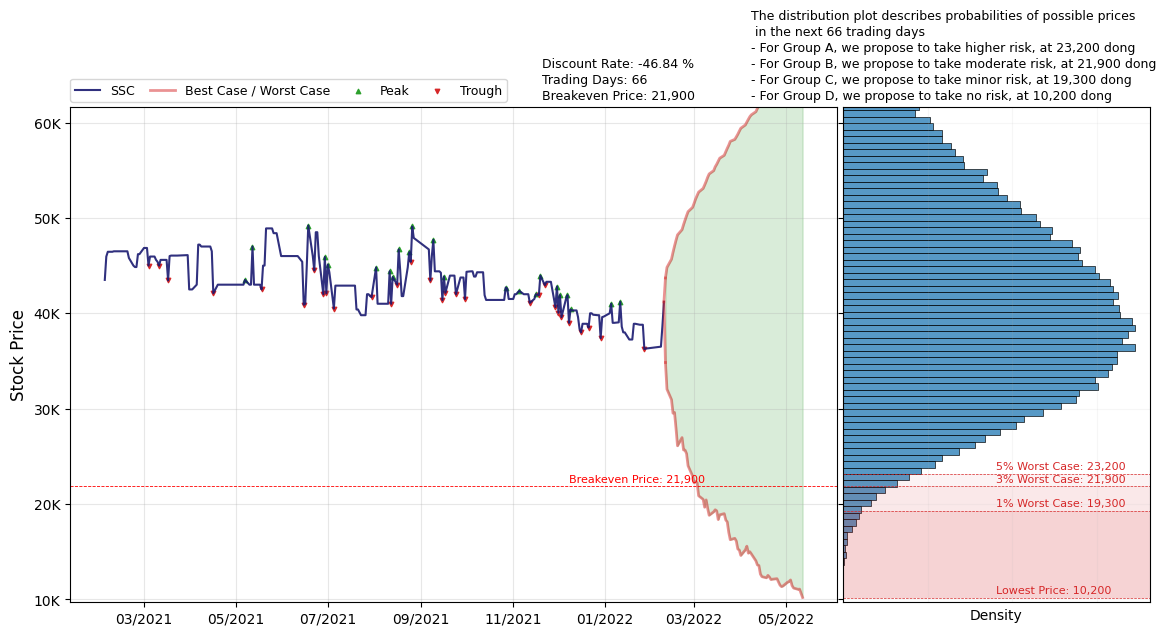 The distribution plot describes probabilities of possible prices
in the next 66 trading days
- For Group A, we propose to take higher risk, at 23,200 dong
- For Group B, we propose to take moderate risk, at 21,900 dong
- For Group C, we propose to take minor risk, at 19,300 dong
- For Group D, we propose to take no risk, at 10,200 dong
Discount Rate: -46.84 %
Trading Days: 66
Breakeven Price: 21,900
SSC Best Case / Worst Case Peak Trough
60K
50K
40K
30K
20K
10K
Stock Price
Breakeven Price: 21,900
03/2021 05/2021 07/2021 09/2021 11/2021 01/2022 03/2022 05/2022
5% Worst Case: 23,200
3% Worst Case: 21,900
1% Worst Case: 19,300
Lowest Price: 10,200
Density